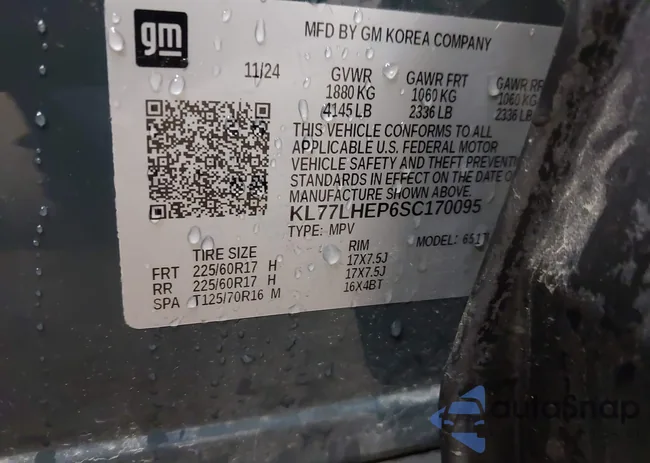 gm
MFD BY GM KOREA COMPANY
11/24
GVWR GAWR FRT GAWR RR
1880 KG 1060 KG 1060 KG
4145 LB 2336 LB 2336 LB
THIS VEHICLE CONFORMS TO ALL
APPLICABLE U.S. FEDERAL MOTOR
VEHICLE SAFETY AND THEFT PREVENTI
STANDARDS IN EFFECT ON THE DATE O
MANUFACTURE SHOWN ABOVE.
KL77LHEP6SC170095
TYPE: MPV MODEL:
TIRE SIZE RIM
FRT 225/60R17 H 17X7.5J
RR 225/60R17 H 17X7.5J
SPA T125/70R16 M 16X4BT
autoSnap